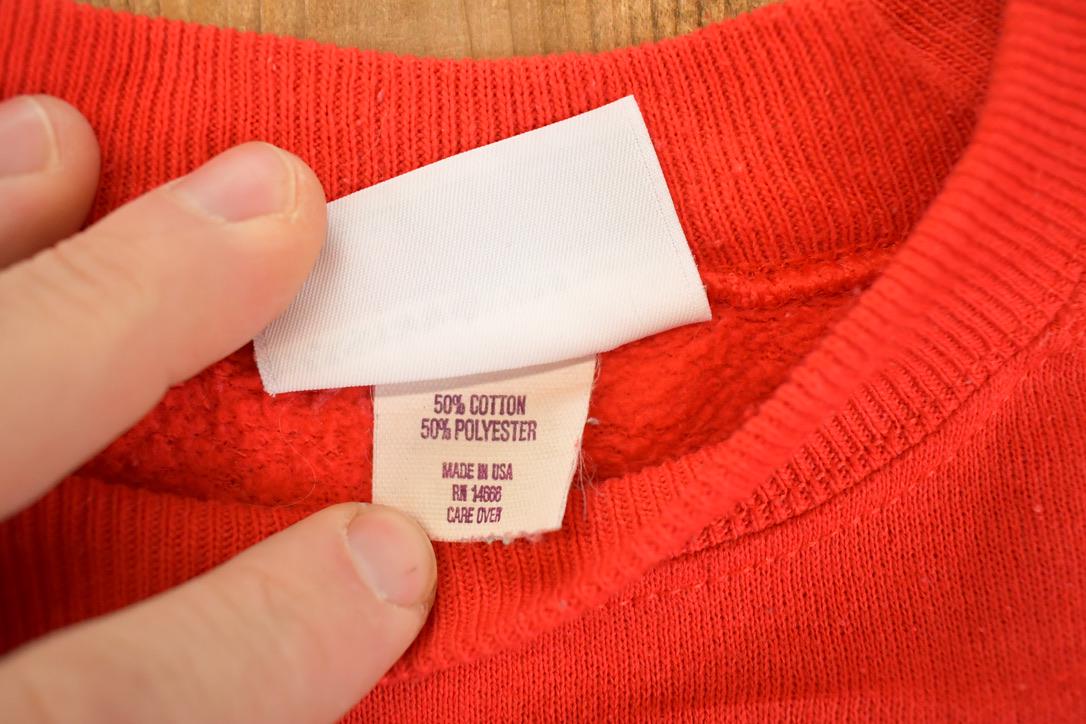 50% COTTON
50% POLYESTER
MADE IN USA
RN 14666
CARE OVER